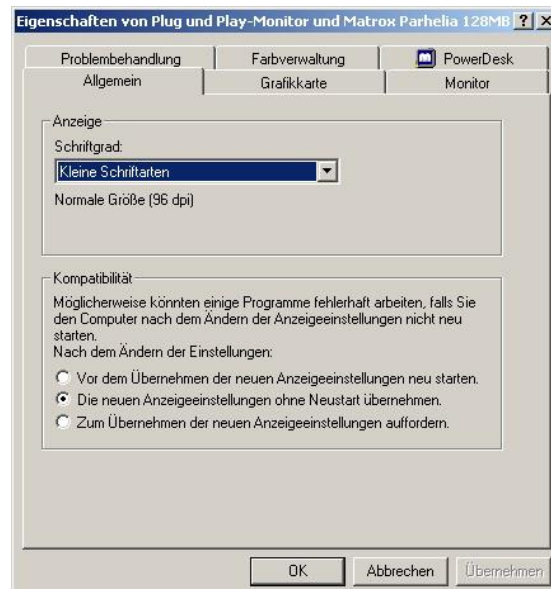 Eigenschaften von Plug und Play-Monitor und Matrox Parhelia 128MB
Problembehandlung
Farbverwaltung
PowerDesk
Allgemein
Grafikkarte
Monitor
Anzeige
Schriftgrad:
Kleine Schriftarten
Normale Größe (96 dpi)
Kompatibilität
Möglicherweise könnten einige Programme fehlerhaft arbeiten, falls Sie
den Computer nach dem Ändern der Anzeigeeinstellungen nicht neu
starten.
Nach dem Ändern der Einstellungen:
Vor dem Übernehmen der neuen Anzeigeeinstellungen neu starten.
Die neuen Anzeigeeinstellungen ohne Neustart übernehmen.
Zum Übernehmen der neuen Anzeigeeinstellungen auffordern.
OK
Abbrechen
Übernehmen